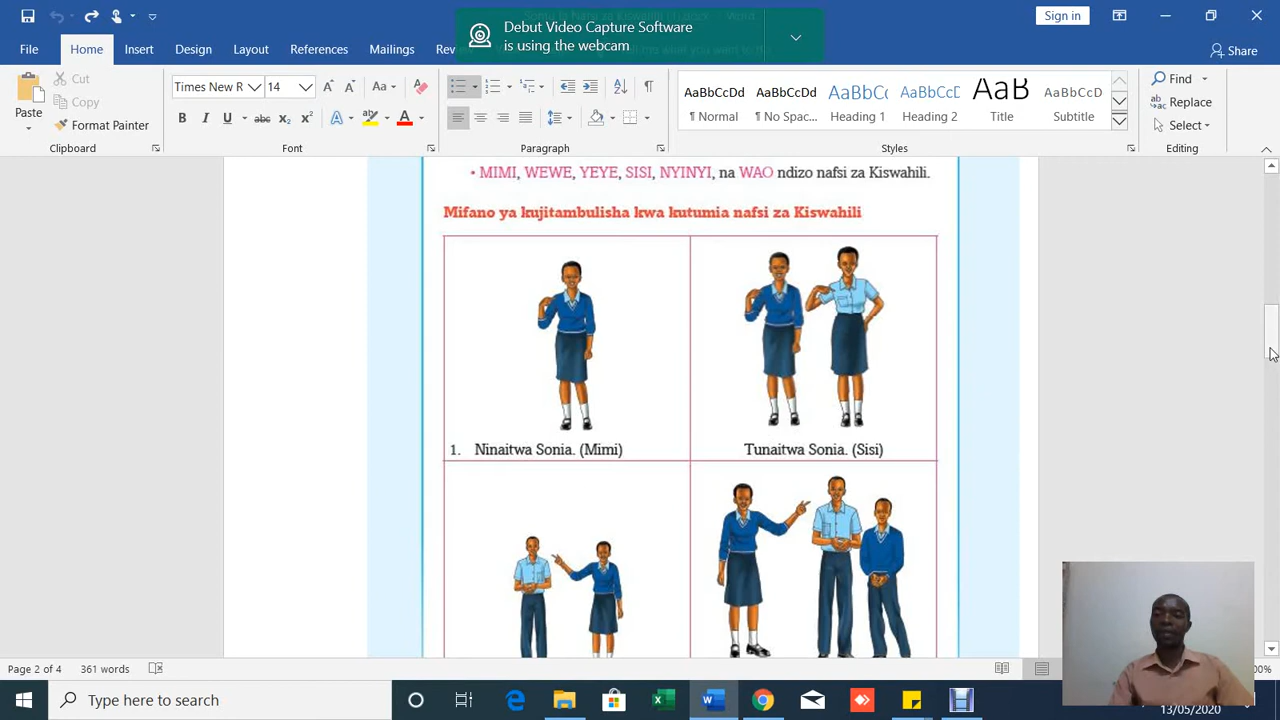 Debut Video Capture Software
is using the webcam
Sign in
File Home Insert Design Layout References Mailings Share
Paste
Cut
Copy
Format Painter
Clipboard
Times New R 14
Font
Paragraph
AaBbCcDd AaBbCcDd AaBbCc AaBbCcD AaB AaBbCcD
¶ Normal ¶ No Spac... Heading 1 Heading 2 Title Subtitle
Styles
Find
Replace
Select
Editing
• MIMI, WEWE, YEYE, SISI, NYINYI, na WAO ndizo nafsi za Kiswahili.
Mifano ya kujitambulisha kwa kutumia nafsi za Kiswahili
1. Ninaitwa Sonia. (Mimi)
Tunaitwa Sonia. (Sisi)
Page 2 of 4 361 words
Type here to search
13/05/2020